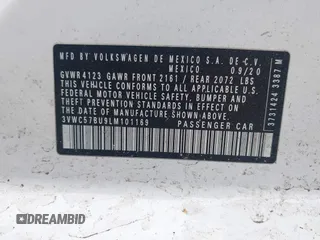 MFD. BY VOLKSWAGEN DE MEXICO S.A. DE C.V.
MEXICO 09/20
GVWR 4123 GAWR FRONT 2161 / REAR 2072 LBS
THIS VEHICLE CONFORMS TO ALL APPLICABLE
FEDERAL MOTOR VEHICLE SAFETY, BUMPER AND
THEFT PREVENTION STANDARDS IN EFFECT ON
THE DATE OF MANUFACTURE SHOWN ABOVE
3VWC57BU9LM101169 PASSENGER CAR
3731424 3387 M
DREAMBID